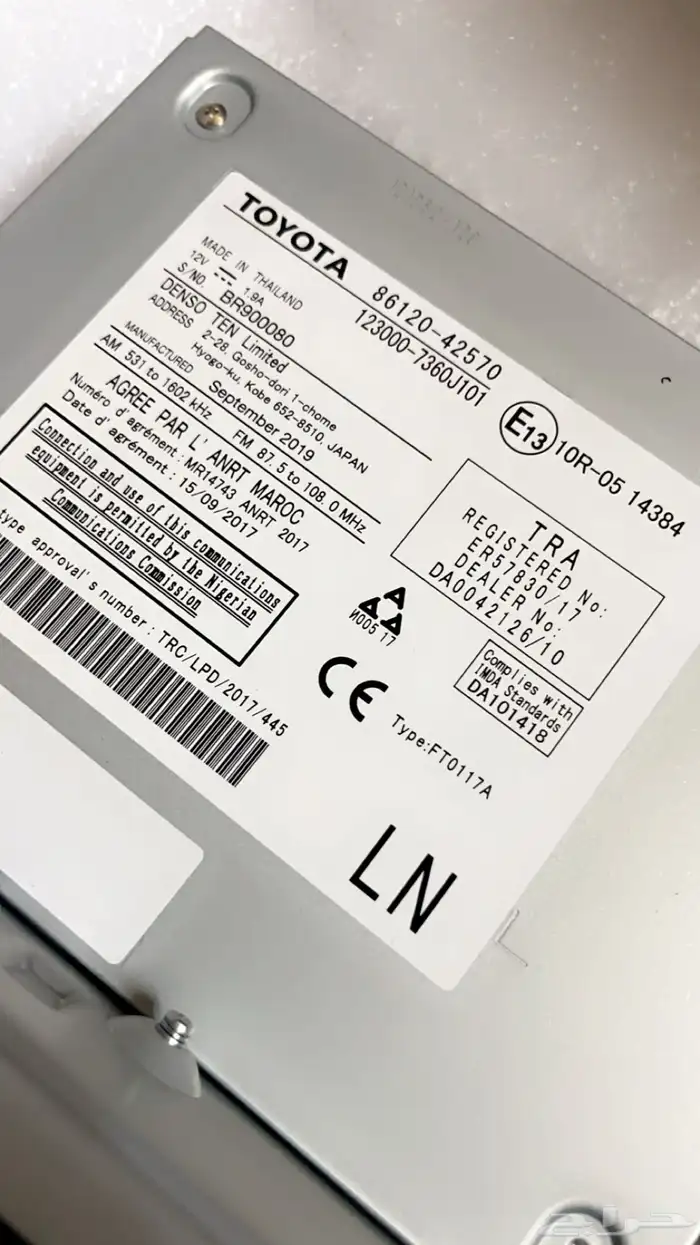 TOYOTA
86120-42570
MADE IN THAILAND
12V 1.9A
123000-7360J101
S/NO. BR900080
DENSO TEN Limited
ADDRESS 2-28, Gosho-dori 1-chome
Hyogo-ku, Kobe 652-8510, JAPAN
MANUFACTURED September 2019
AM 531 to 1602 kHz FM 87.5 to 108.0 MHz
AGREE PAR L' ANRT MAROC
Numéro d'agrément: MR14743 ANRT 2017
Date d'agrément: 15/09/2017
Connection and use of this communications
equipment is permitted by the Nigerian
Communications Commission
type approval's number: TRC/LPD/2017/445
E13 10R-05 14384
TRA
REGISTERED No:
ER57830/17
DEALER No:
DA0042126/10
Complies with
IMDA Standards
DA101418
И005 17
CE
Type:FT0117A
LN
حراج